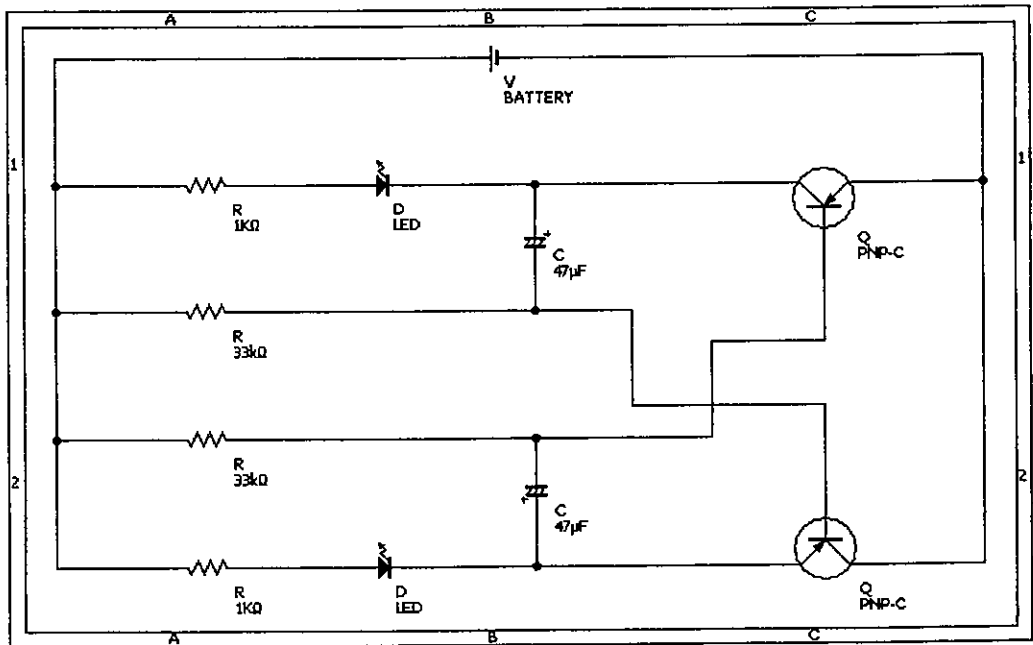 A B C
V
BATTERY
1 1
R
1KΩ
D
LED
+
C
47µF
Q
PNP-C
R
33kΩ
R
33kΩ
2 2
+
C
47µF
R
1KΩ
D
LED
Q
PNP-C
A B C